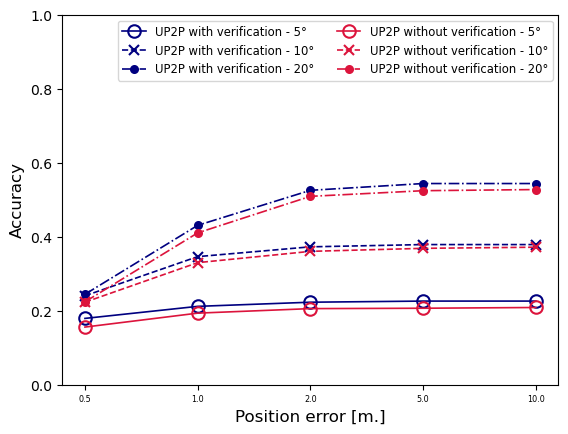 UP2P with verification - 5°
UP2P with verification - 10°
UP2P with verification - 20°
UP2P without verification - 5°
UP2P without verification - 10°
UP2P without verification - 20°
1.0
0.8
0.6
0.4
0.2
0.0
Accuracy
0.5 1.0 2.0 5.0 10.0
Position error [m.]